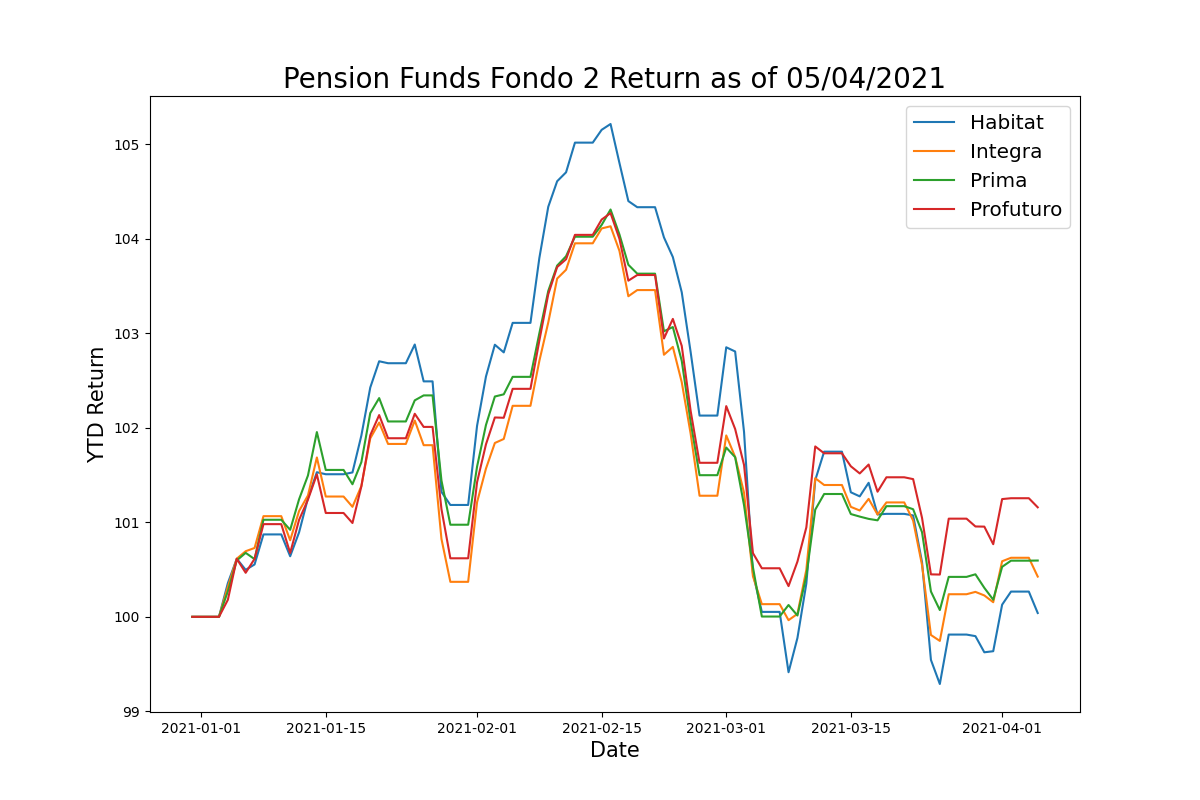 Pension Funds Fondo 2 Return as of 05/04/2021
Habitat
Integra
Prima
Profuturo
YTD Return
105
104
103
102
101
100
99
2021-01-01
2021-01-15
2021-02-01
2021-02-15
2021-03-01
2021-03-15
2021-04-01
Date